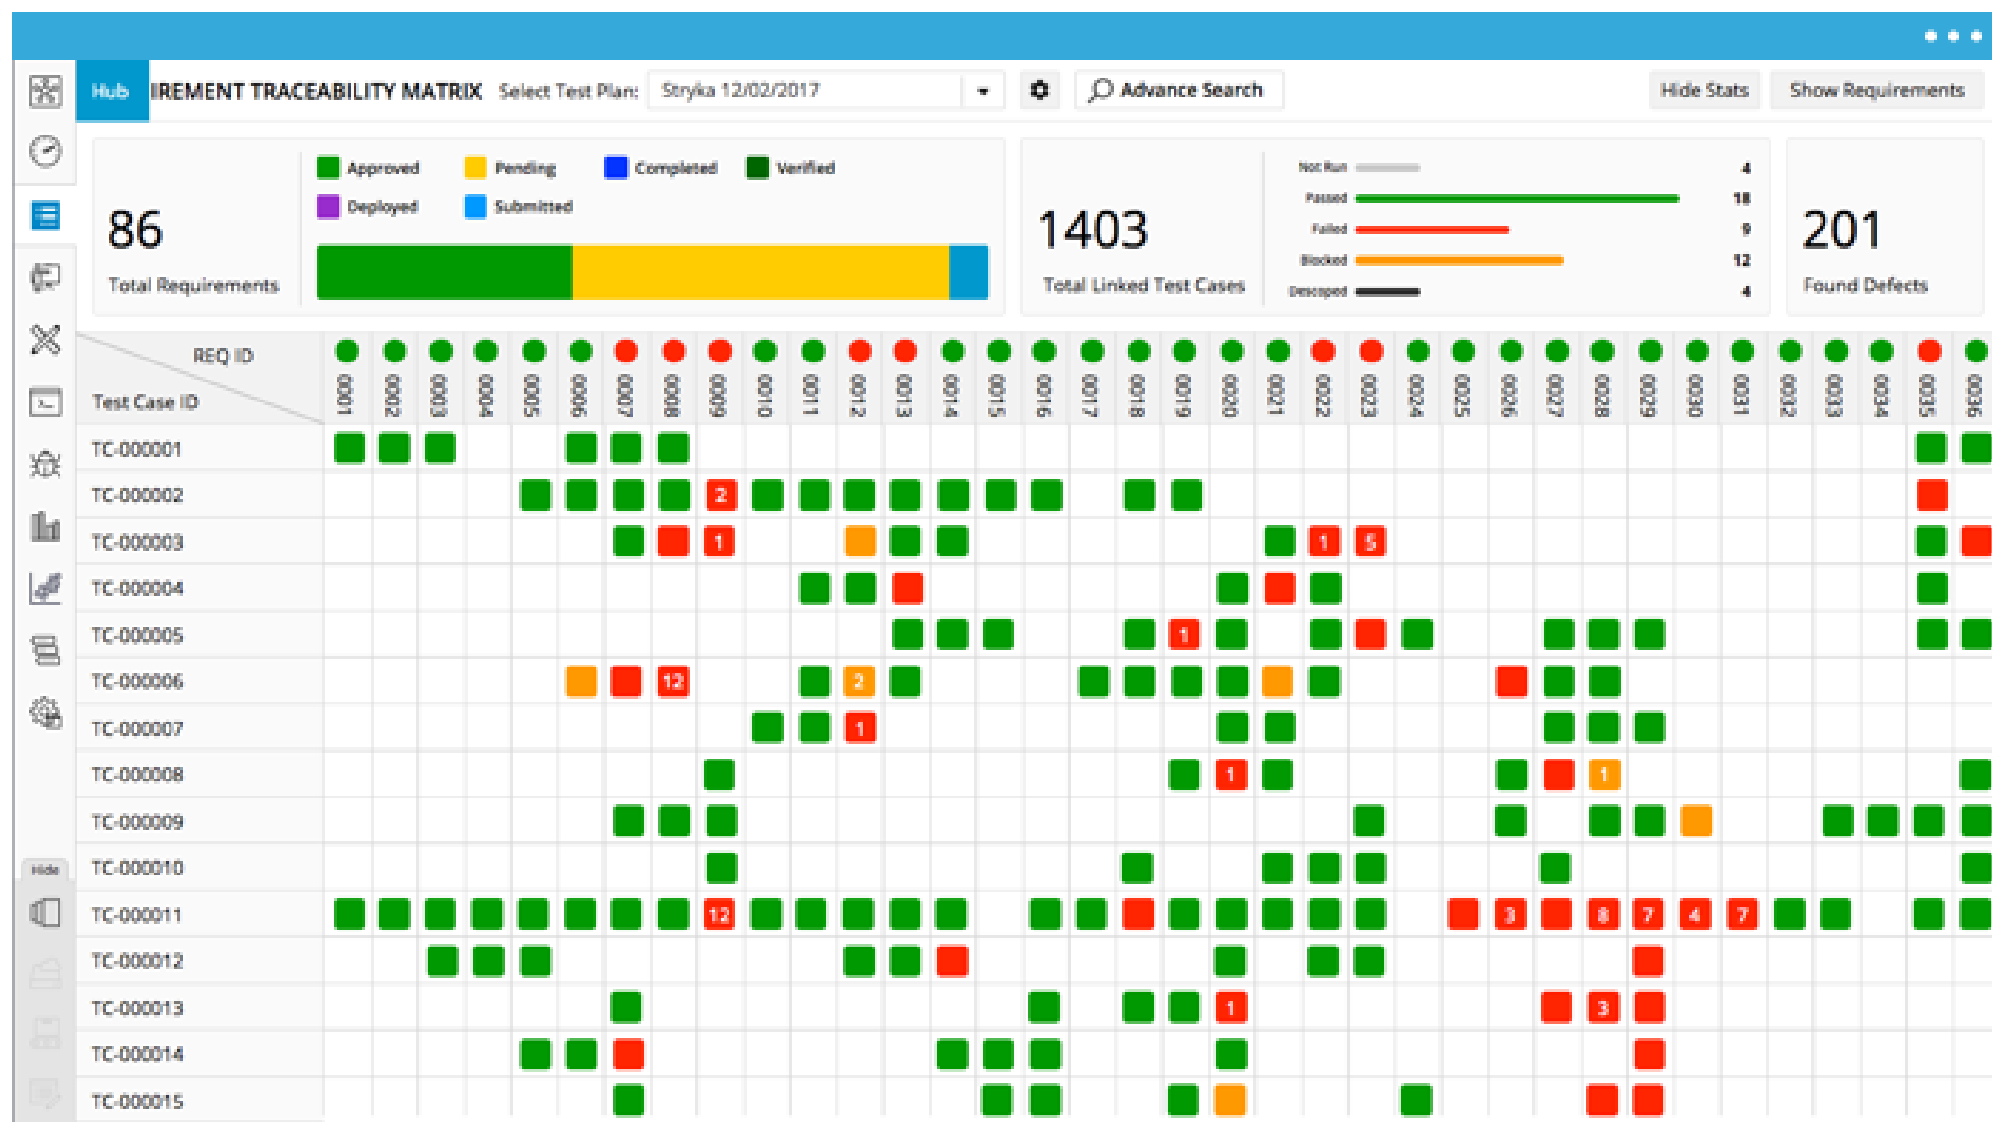 Hub IREMENT TRACEABILITY MATRIX Select Test Plan: Stryka 12/02/2017 Advance Search Hide Stats Show Requirements
86
Total Requirements
Approved Pending Completed Verified
Deployed Submitted
1403
Total Linked Test Cases
Not Run 4
Passed 18
Failed 9
Blocked 12
Descoped 4
201
Found Defects
REQ ID
Test Case ID
0001 0002 0003 0004 0005 0006 0007 0008 0009 0010 0011 0012 0013 0014 0015 0016 0017 0018 0019 0020 0021 0022 0023 0024 0025 0026 0027 0028 0029 0030 0031 0032 0033 0034 0035 0036
TC-000001
TC-000002 2
TC-000003 1 1 5
TC-000004
TC-000005 1
TC-000006 12 2
TC-000007 1
TC-000008 1 1
TC-000009
TC-000010
Hide
TC-000011 12 3 8 7 4 7
TC-000012
TC-000013 1 3
TC-000014
TC-000015